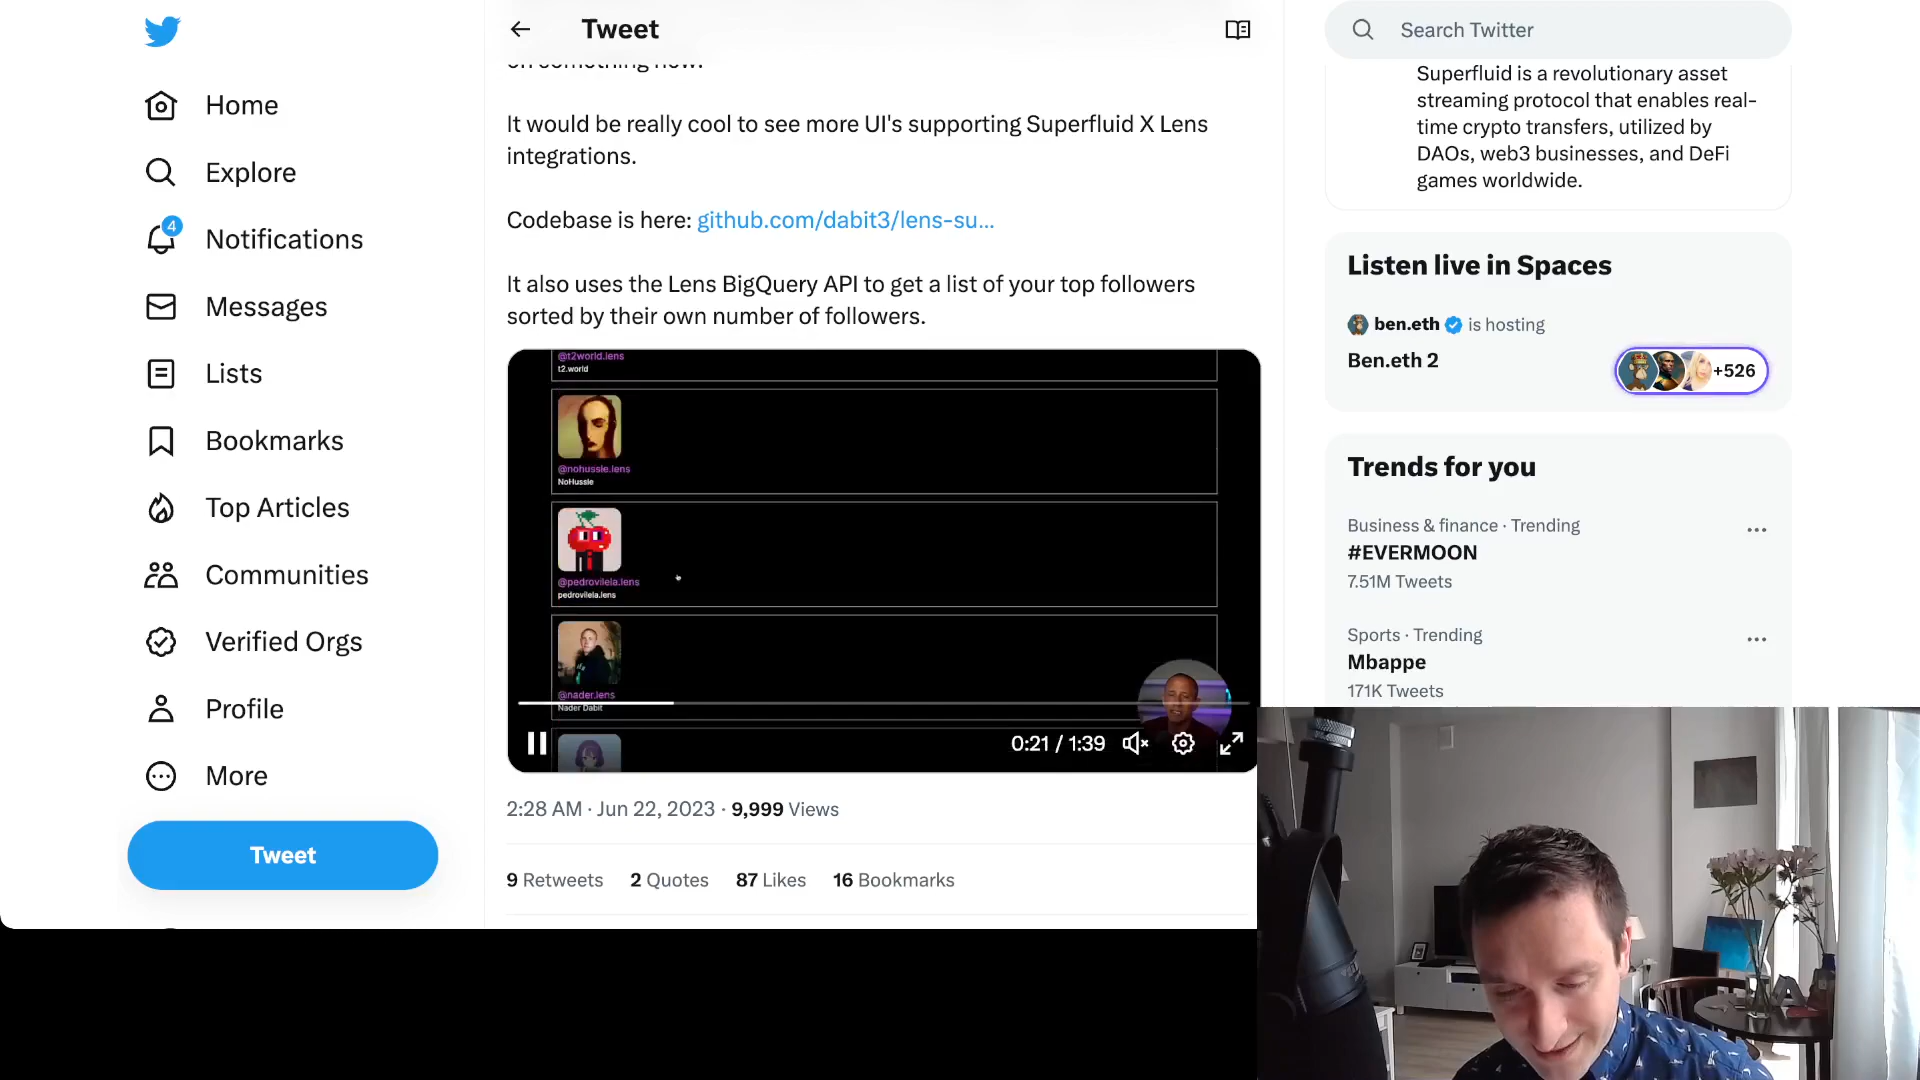 Home
Explore
4
Notifications
Messages
Lists
Bookmarks
Top Articles
Communities
Verified Orgs
Profile
More
Tweet
Tweet
on something now.
It would be really cool to see more UI's supporting Superfluid X Lens
integrations.
Codebase is here: github.com/dabit3/lens-su...
It also uses the Lens BigQuery API to get a list of your top followers
sorted by their own number of followers.
@t2world.lens
t2.world
@nohussle.lens
NoHussle
@pedrovilela.lens
pedrovilela.lens
@nader.lens
Nader Dabit
0:21 / 1:39
2:28 AM · Jun 22, 2023 · 9,999 Views
9 Retweets 2 Quotes 87 Likes 16 Bookmarks
Search Twitter
Superfluid is a revolutionary asset
streaming protocol that enables real-
time crypto transfers, utilized by
DAOs, web3 businesses, and DeFi
games worldwide.
Listen live in Spaces
ben.eth is hosting
Ben.eth 2
+526
Trends for you
Business & finance · Trending
#EVERMOON
7.51M Tweets
Sports · Trending
Mbappe
171K Tweets